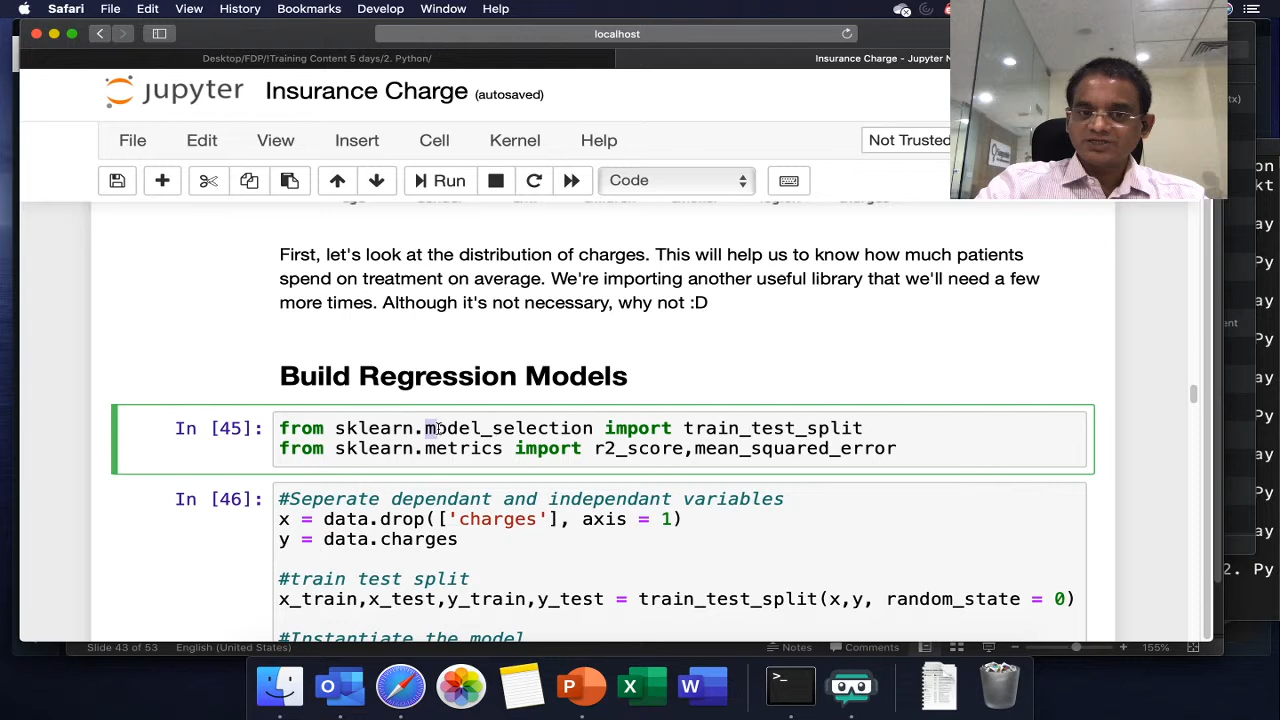 Safari File Edit View History Bookmarks Develop Window Help
localhost
Desktop/FDP/!Training Content 5 days/2. Python/
Insurance Charge - Jupyter N
jupyter Insurance Charge (autosaved)
File Edit View Insert Cell Kernel Help
Not Trusted
Run
Code
First, let's look at the distribution of charges. This will help us to know how much patients
spend on treatment on average. We're importing another useful library that we'll need a few
more times. Although it's not necessary, why not :D
Build Regression Models
In [45]:
from sklearn.model_selection import train_test_split
from sklearn.metrics import r2_score,mean_squared_error
In [46]:
#Seperate dependant and independant variables
x = data.drop(['charges'], axis = 1)
y = data.charges
#train test split
x_train,x_test,y_train,y_test = train_test_split(x,y, random_state = 0)
#Instantiate the model
Slide 43 of 53 English (United States) Notes Comments 155%